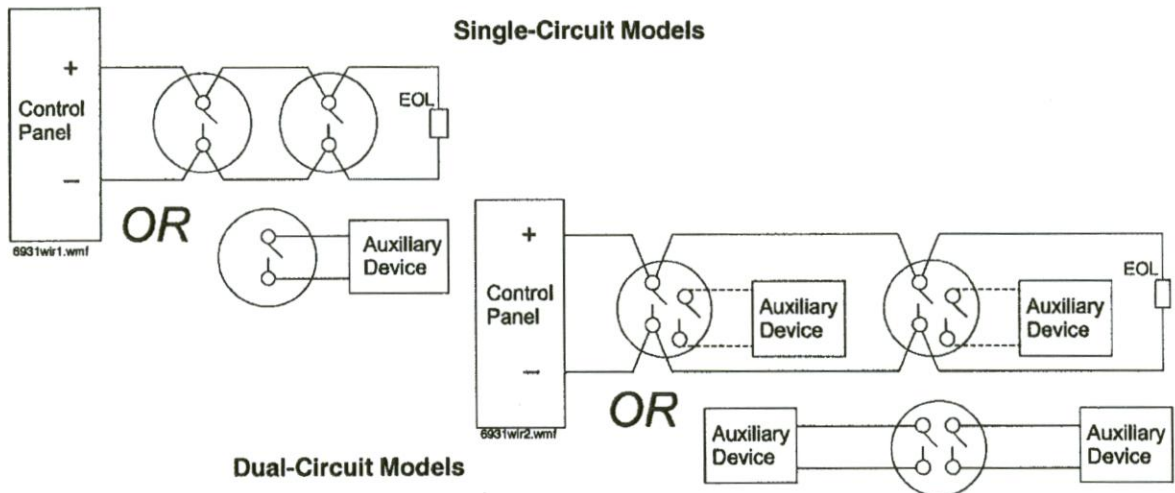 Single-Circuit Models
+
Control
Panel
—
EOL
6931wir1.wmf
OR
Auxiliary
Device
+
Control
Panel
—
Auxiliary
Device
Auxiliary
Device
EOL
6931wir2.wmf
OR
Auxiliary
Device
Auxiliary
Device
Dual-Circuit Models